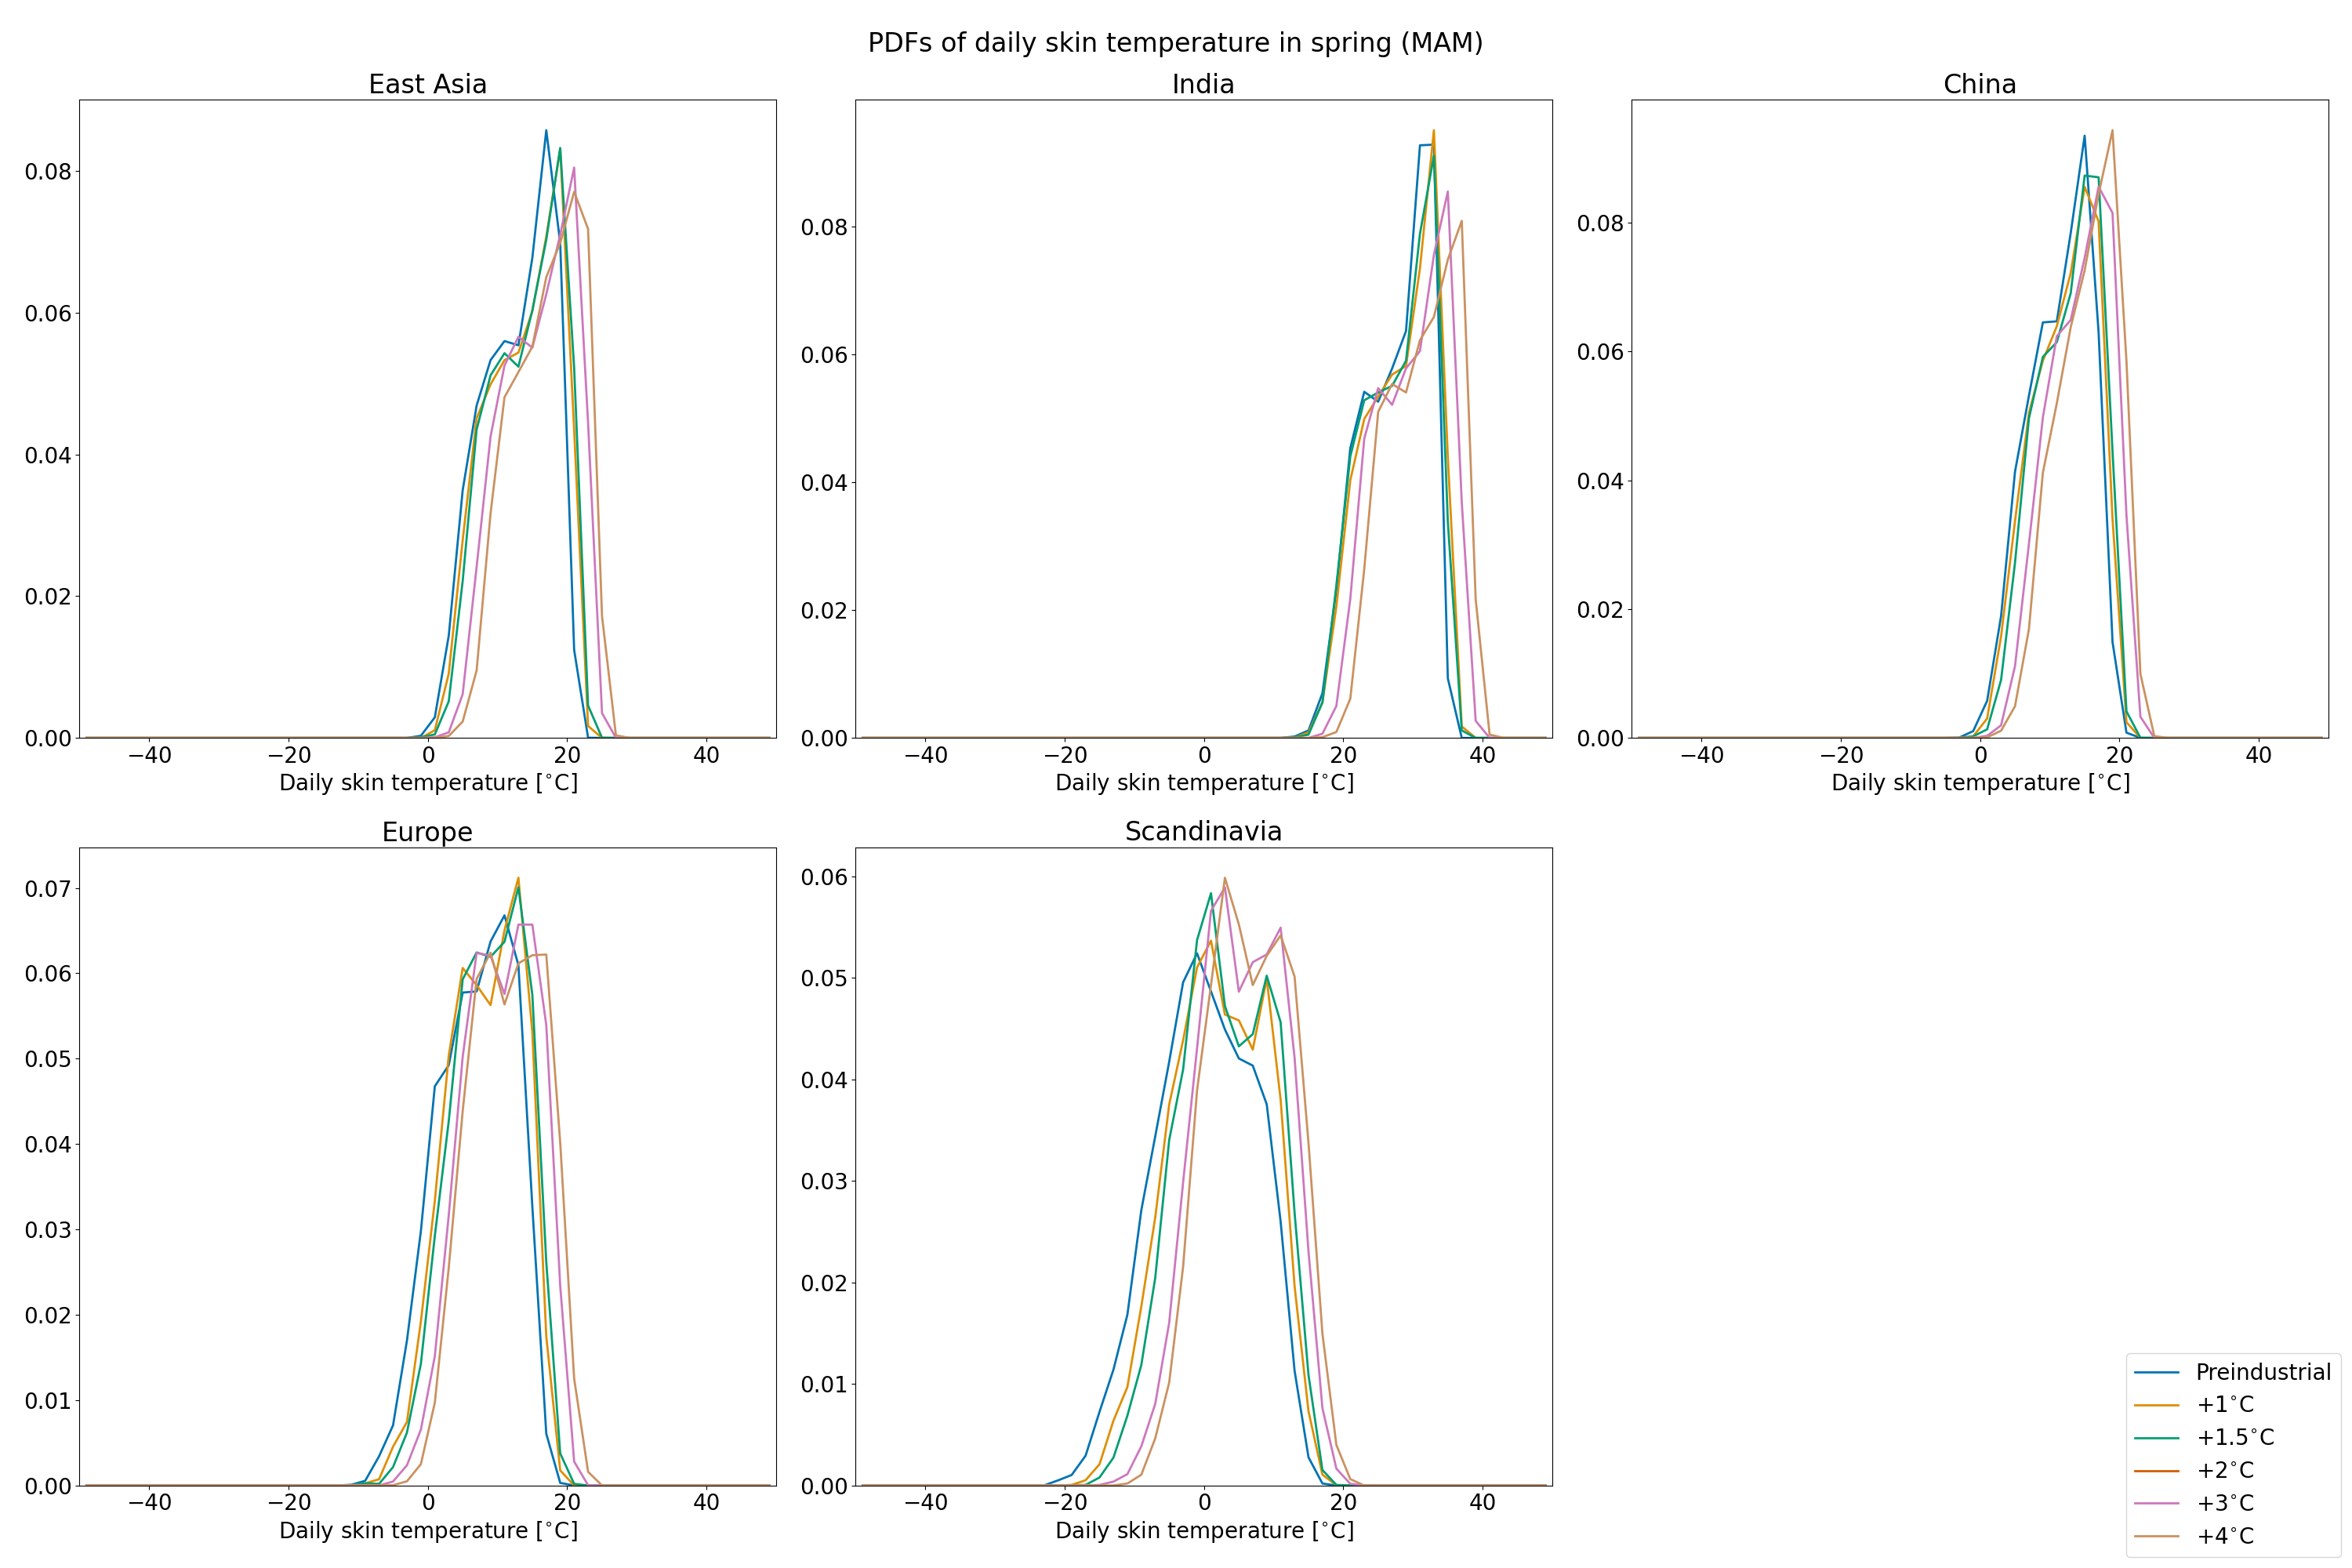 PDFs of daily skin temperature in spring (MAM)
East Asia
India
China
0.08
0.06
0.04
0.02
0.00
0.08
0.06
0.04
0.02
0.00
0.08
0.06
0.04
0.02
0.00
−40 −20 0 20 40
−40 −20 0 20 40
−40 −20 0 20 40
Daily skin temperature [°C]
Daily skin temperature [°C]
Daily skin temperature [°C]
Europe
Scandinavia
0.07
0.06
0.05
0.04
0.03
0.02
0.01
0.00
0.06
0.05
0.04
0.03
0.02
0.01
0.00
−40 −20 0 20 40
−40 −20 0 20 40
Daily skin temperature [°C]
Daily skin temperature [°C]
Preindustrial
+1°C
+1.5°C
+2°C
+3°C
+4°C